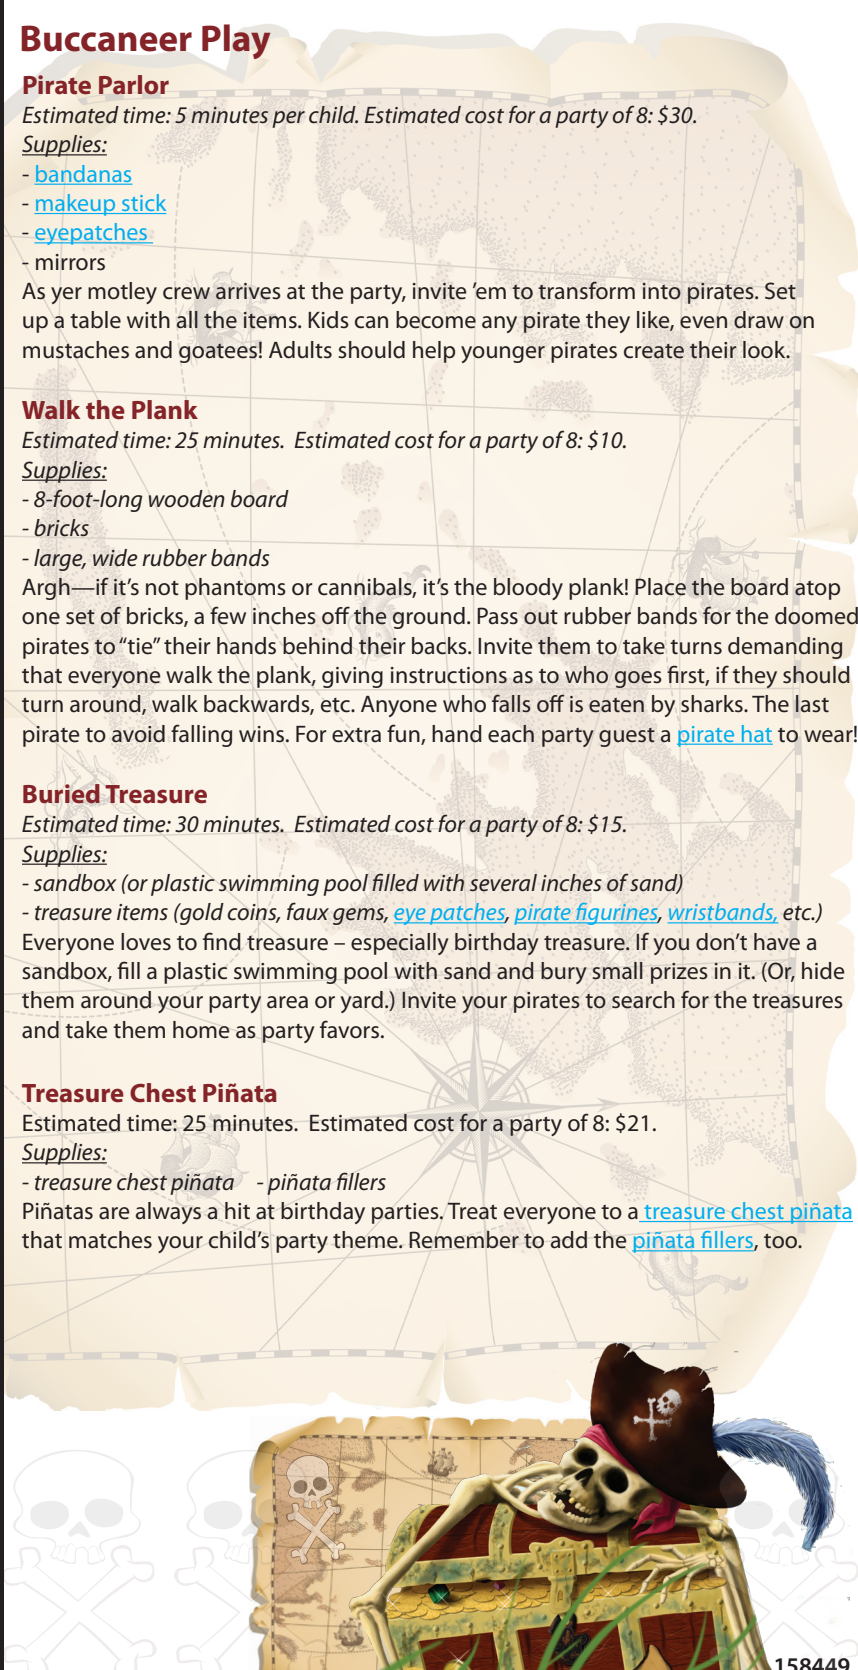 Buccaneer Play
Pirate Parlor
Estimated time: 5 minutes per child. Estimated cost for a party of 8: $30.
Supplies:
- bandanas
- makeup stick
- eyepatches
- mirrors
As yer motley crew arrives at the party, invite ’em to transform into pirates. Set
up a table with all the items. Kids can become any pirate they like, even draw on
mustaches and goatees! Adults should help younger pirates create their look.
Walk the Plank
Estimated time: 25 minutes.  Estimated cost for a party of 8: $10.
Supplies:
- 8-foot-long wooden board
- bricks
- large, wide rubber bands
Argh—if it’s not phantoms or cannibals, it’s the bloody plank! Place the board atop
one set of bricks, a few inches off the ground. Pass out rubber bands for the doomed
pirates to “tie” their hands behind their backs. Invite them to take turns demanding
that everyone walk the plank, giving instructions as to who goes first, if they should
turn around, walk backwards, etc. Anyone who falls off is eaten by sharks. The last
pirate to avoid falling wins. For extra fun, hand each party guest a pirate hat to wear!
Buried Treasure
Estimated time: 30 minutes.  Estimated cost for a party of 8: $15.
Supplies:
- sandbox (or plastic swimming pool filled with several inches of sand)
- treasure items (gold coins, faux gems, eye patches, pirate figurines, wristbands, etc.)
Everyone loves to find treasure – especially birthday treasure. If you don’t have a
sandbox, fill a plastic swimming pool with sand and bury small prizes in it. (Or, hide
them around your party area or yard.) Invite your pirates to search for the treasures
and take them home as party favors.
Treasure Chest Piñata
Estimated time: 25 minutes.  Estimated cost for a party of 8: $21.
Supplies:
- treasure chest piñata    - piñata fillers
Piñatas are always a hit at birthday parties. Treat everyone to a treasure chest piñata
that matches your child’s party theme. Remember to add the piñata fillers, too.
158449